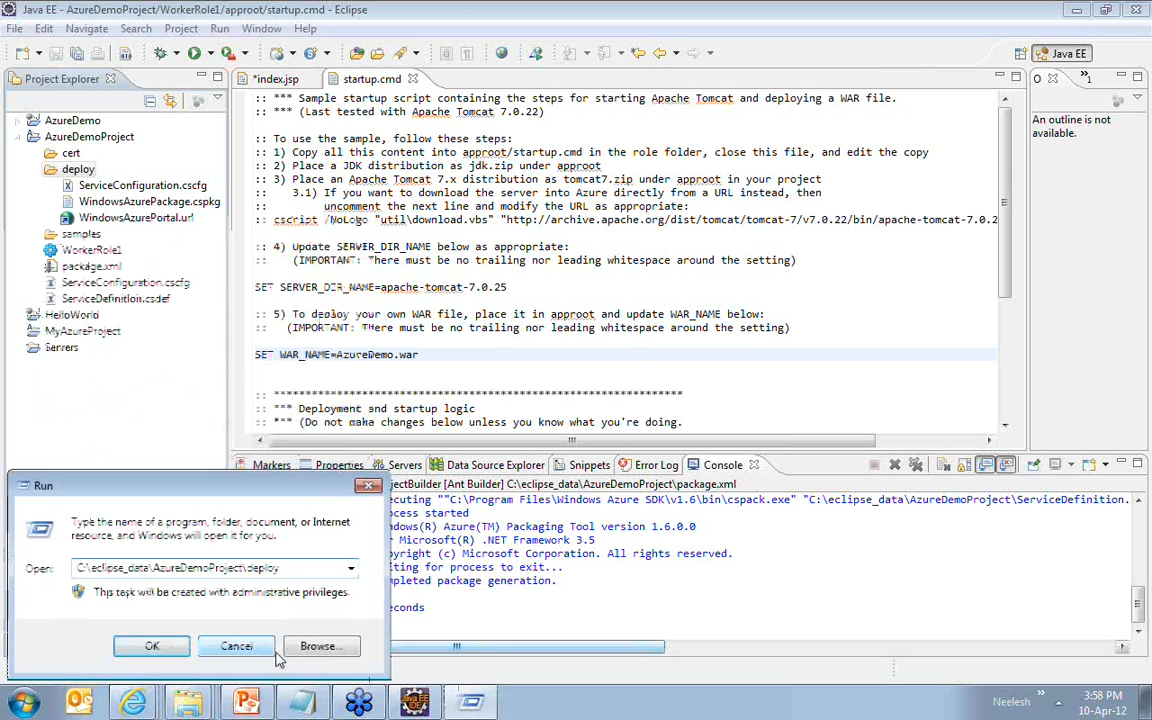 Java EE - AzureDemoProject/WorkerRole1/approot/startup.cmd - Eclipse
File Edit Navigate Search Project Run Window Help
Java EE
Project Explorer
*index.jsp
startup.cmd
O
1
AzureDemo
AzureDemoProject
cert
deploy
ServiceConfiguration.cscfg
WindowsAzurePackage.cspkg
WindowsAzurePortal.url
samples
WorkerRole1
package.xml
ServiceConfiguration.cscfg
ServiceDefinition.csdef
HelloWorld
MyAzureProject
Servers
:: *** Sample startup script containing the steps for starting Apache Tomcat and deploying a WAR file.
:: *** (Last tested with Apache Tomcat 7.0.22)
:: To use the sample, follow these steps:
:: 1) Copy all this content into approot/startup.cmd in the role folder, close this file, and edit the copy
:: 2) Place a JDK distribution as jdk.zip under approot
:: 3) Place an Apache Tomcat 7.x distribution as tomcat7.zip under approot in your project
:: 3.1) If you want to download the server into Azure directly from a URL instead, then
:: uncomment the next line and modify the URL as appropriate:
:: cscript /NoLogo "util\download.vbs" "http://archive.apache.org/dist/tomcat/tomcat-7/v7.0.22/bin/apache-tomcat-7.0.2
:: 4) Update SERVER_DIR_NAME below as appropriate:
:: (IMPORTANT: There must be no trailing nor leading whitespace around the setting)
SET SERVER_DIR_NAME=apache-tomcat-7.0.25
:: 5) To deploy your own WAR file, place it in approot and update WAR_NAME below:
:: (IMPORTANT: There must be no trailing nor leading whitespace around the setting)
SET WAR_NAME=AzureDemo.war
:: *************************************************************
:: *** Deployment and startup logic
:: *** (Do not make changes below unless you know what you're doing.
An outline is not
available.
Markers Properties Servers Data Source Explorer Snippets Error Log Console
ojectBuilder [Ant Builder] C:\eclipse_data\AzureDemoProject\package.xml
ecuting ""C:\Program Files\Windows Azure SDK\v1.6\bin\cspack.exe" "C:\eclipse_data\AzureDemoProject\ServiceDefinition.
ocess started
ndows(R) Azure(TM) Packaging Tool version 1.6.0.0
r Microsoft(R) .NET Framework 3.5
pyright (c) Microsoft Corporation. All rights reserved.
iting for process to exit...
mpleted package generation.
econds
Run
Type the name of a program, folder, document, or Internet
resource, and Windows will open it for you.
Open: C:\eclipse_data\AzureDemoProject\deploy
This task will be created with administrative privileges.
OK Cancel Browse...
Neelesh
3:58 PM
10-Apr-12